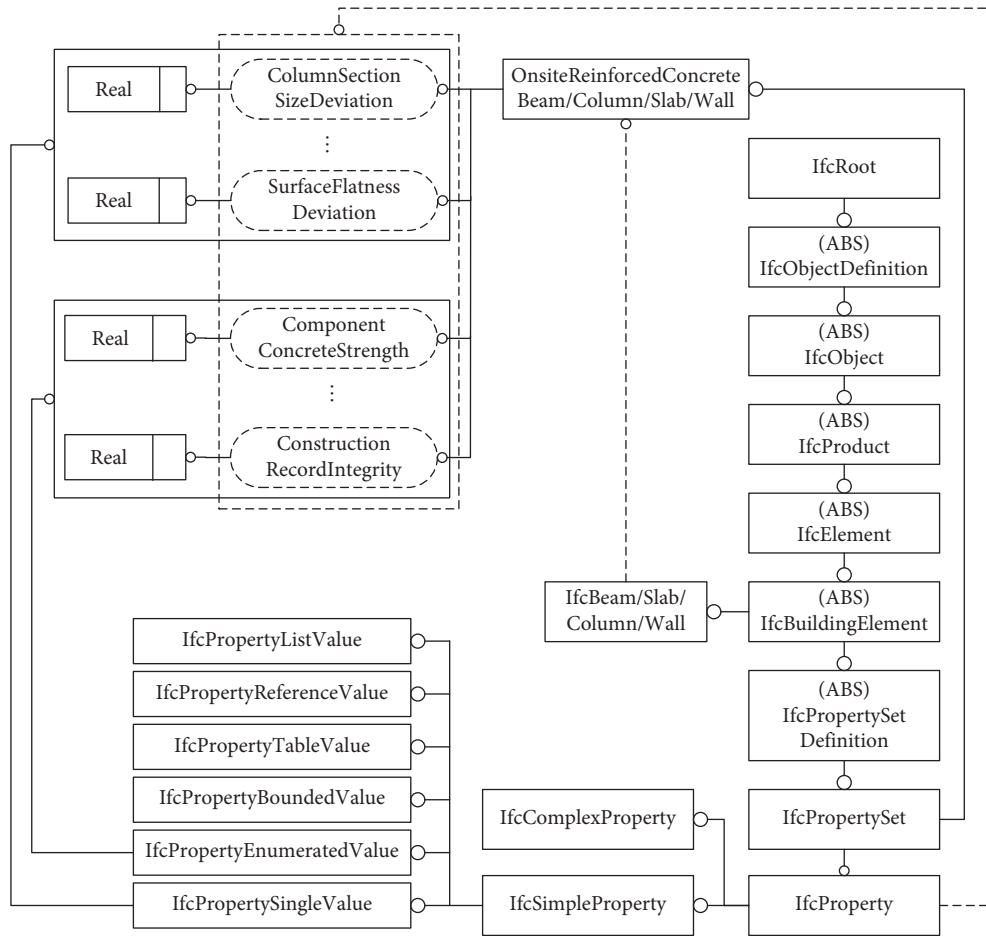 Real
ColumnSection
SizeDeviation
...
Real
SurfaceFlatness
Deviation
Real
Component
ConcreteStrength
...
Real
Construction
RecordIntegrity
OnsiteReinforcedConcrete
Beam/Column/Slab/Wall
IfcRoot
(ABS)
IfcObjectDefinition
(ABS)
IfcObject
(ABS)
IfcProduct
(ABS)
IfcElement
IfcBeam/Slab/
Column/Wall
(ABS)
IfcBuildingElement
(ABS)
IfcPropertySet
Definition
IfcPropertyListValue
IfcPropertyReferenceValue
IfcPropertyTableValue
IfcPropertyBoundedValue
IfcPropertyEnumeratedValue
IfcPropertySingleValue
IfcComplexProperty
IfcSimpleProperty
IfcPropertySet
IfcProperty